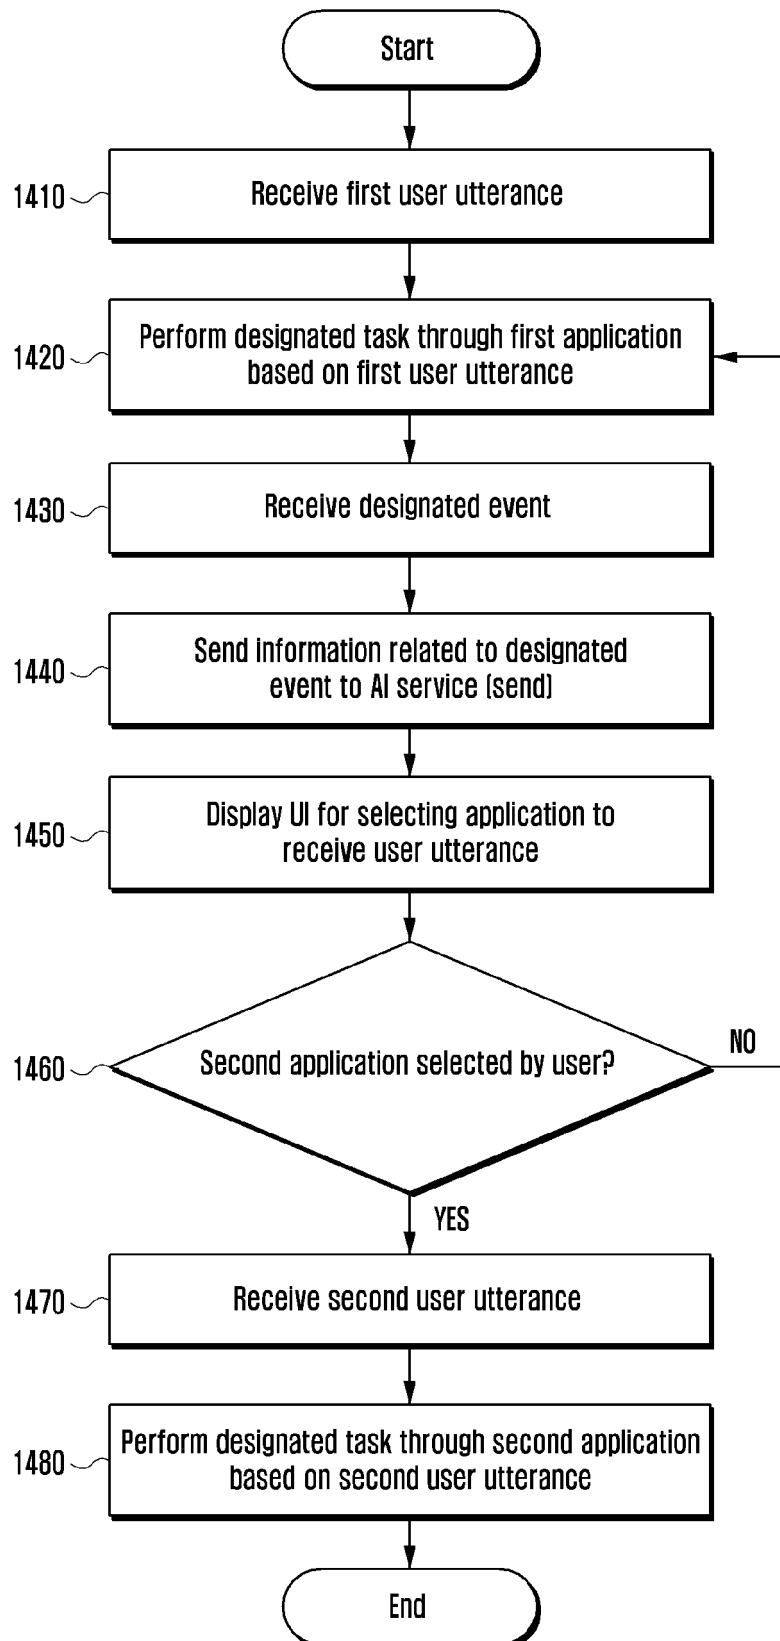 Start
1410
Receive first user utterance
1420
Perform designated task through first application
based on first user utterance
1430
Receive designated event
1440
Send information related to designated
event to AI service (send)
1450
Display UI for selecting application to
receive user utterance
1460
Second application selected by user?
NO
YES
1470
Receive second user utterance
1480
Perform designated task through second application
based on second user utterance
End